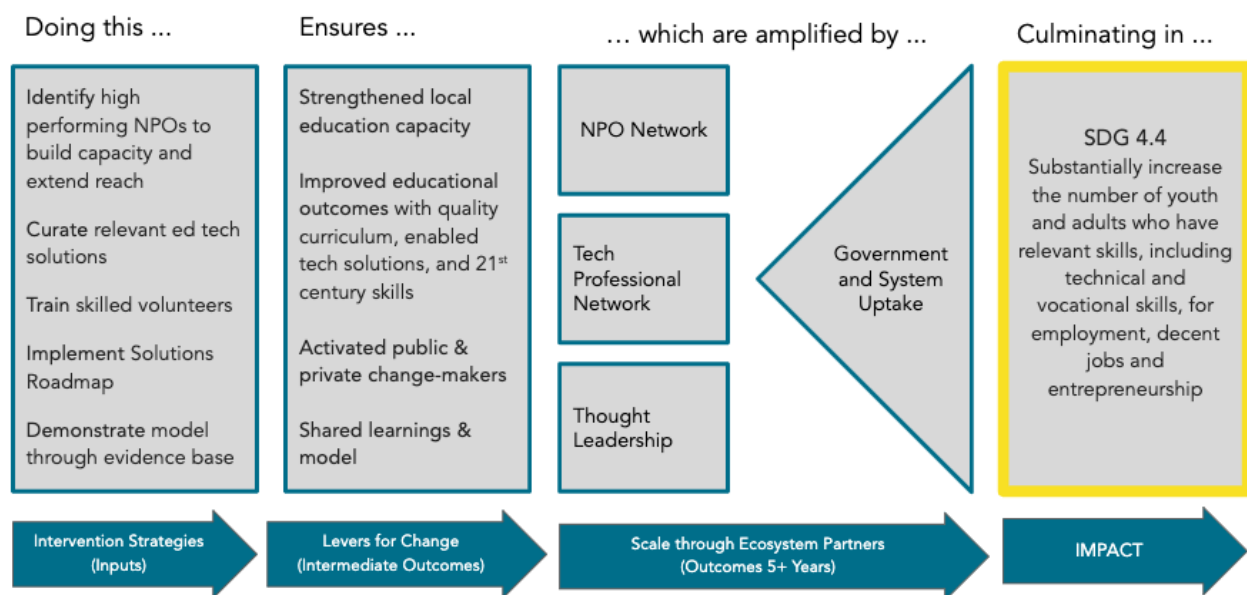 Doing this ...
Ensures ...
... which are amplified by ...
Culminating in ...
Identify high
performing NPOs to
build capacity and
extend reach
Curate relevant ed tech
solutions
Train skilled volunteers
Implement Solutions
Roadmap
Demonstrate model
through evidence base
Strengthened local
education capacity
Improved educational
outcomes with quality
curriculum, enabled
tech solutions, and 21st
century skills
Activated public &
private change-makers
Shared learnings &
model
NPO Network
Tech
Professional
Network
Thought
Leadership
Government
and System
Uptake
SDG 4.4
Substantially increase
the number of youth
and adults who have
relevant skills, including
technical and
vocational skills, for
employment, decent
jobs and
entrepreneurship
Intervention Strategies
(Inputs)
Levers for Change
(Intermediate Outcomes)
Scale through Ecosystem Partners
(Outcomes 5+ Years)
IMPACT